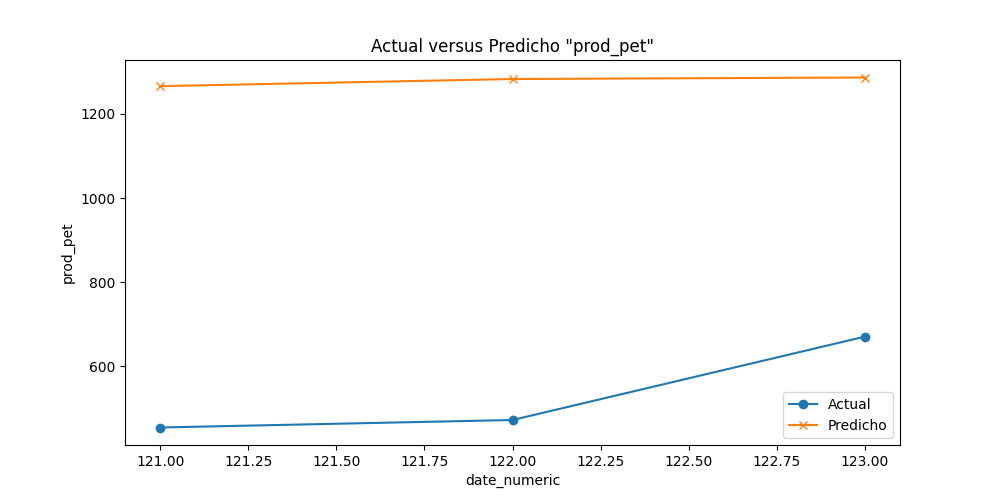 Actual versus Predicho "prod_pet"
1200
1000
800
600
prod_pet
121.00 121.25 121.50 121.75 122.00 122.25 122.50 122.75 123.00
date_numeric
Actual
Predicho